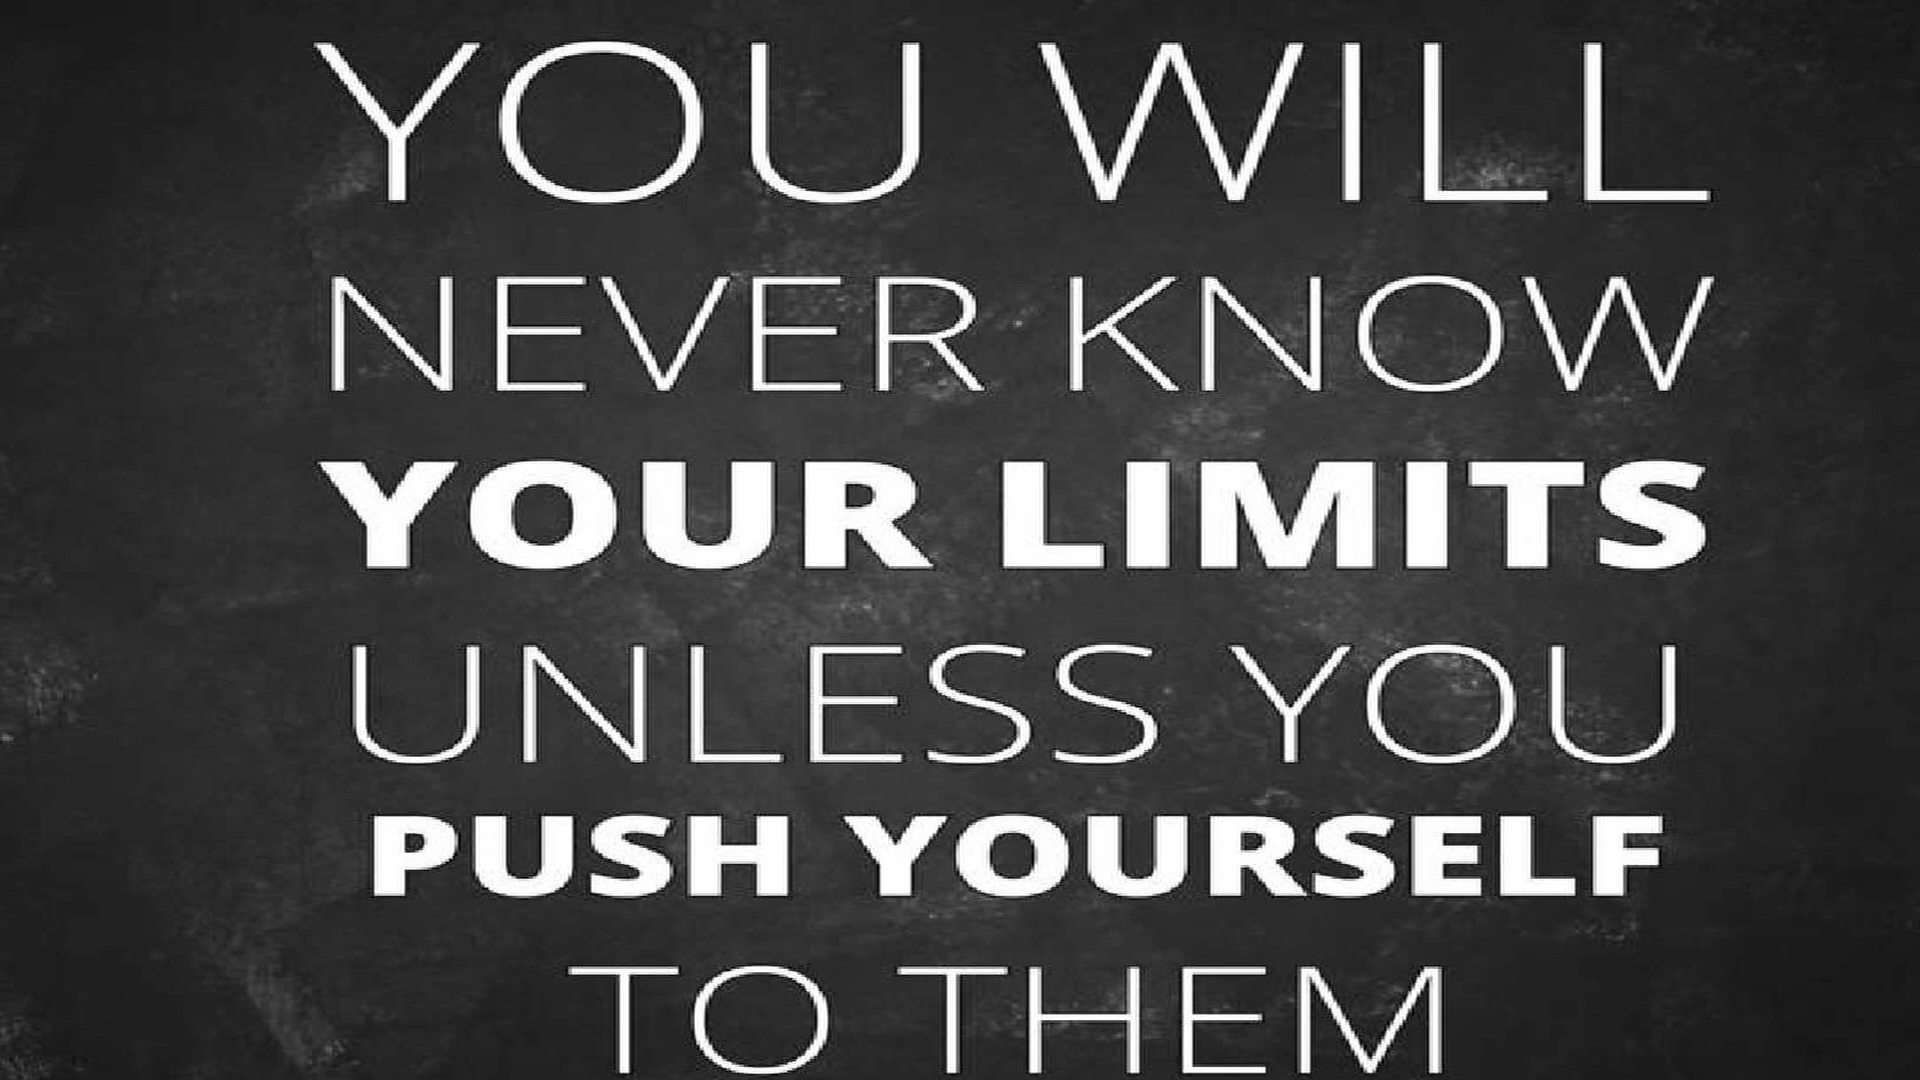 YOU WILL
NEVER KNOW
YOUR LIMITS
UNLESS YOU
PUSH YOURSELF
TO THEM